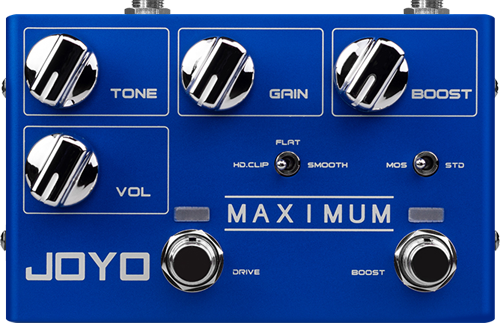 TONE
GAIN
BOOST
VOL
FLAT
HD.CLIP
SMOOTH
MOS
STD
MAXIMUM
JOYO
DRIVE
BOOST